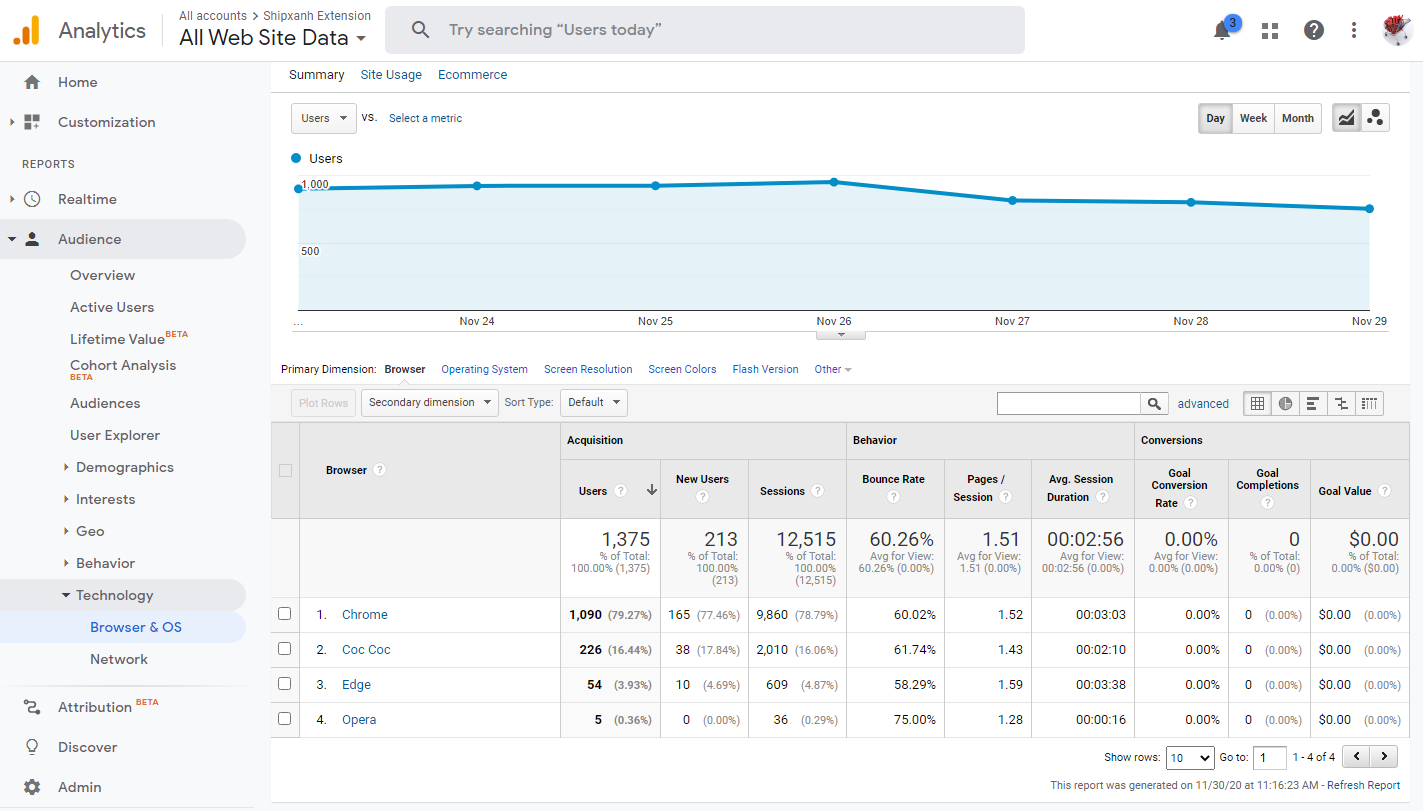 Analytics
All accounts > Shipxanh Extension
All Web Site Data
Try searching “Users today”
3
Home
Customization
REPORTS
Realtime
Audience
Overview
Active Users
Lifetime Value BETA
Cohort Analysis
BETA
Audiences
User Explorer
Demographics
Interests
Geo
Behavior
Technology
Browser & OS
Network
Attribution BETA
Discover
Admin
Summary Site Usage Ecommerce
Users VS. Select a metric
Day Week Month
Users
1,000
500
... Nov 24 Nov 25 Nov 26 Nov 27 Nov 28 Nov 29
Primary Dimension: Browser Operating System Screen Resolution Screen Colors Flash Version Other
Plot Rows Secondary dimension Sort Type: Default advanced
Browser ?
Acquisition Behavior Conversions
Users ? New Users ? Sessions ? Bounce Rate ? Pages / Session ? Avg. Session Duration ? Goal Conversion Rate ? Goal Completions ? Goal Value ?
1,375 213 12,515 60.26% 1.51 00:02:56 0.00% 0 $0.00
% of Total: % of Total: % of Total: Avg for View: Avg for View: Avg for View: Avg for View: % of Total: % of Total:
100.00% (1,375) 100.00% (213) 100.00% (12,515) 60.26% (0.00%) 1.51 (0.00%) 00:02:56 (0.00%) 0.00% (0.00%) 0.00% (0) 0.00% ($0.00)
1. Chrome 1,090 (79.27%) 165 (77.46%) 9,860 (78.79%) 60.02% 1.52 00:03:03 0.00% 0 (0.00%) $0.00 (0.00%)
2. Coc Coc 226 (16.44%) 38 (17.84%) 2,010 (16.06%) 61.74% 1.43 00:02:10 0.00% 0 (0.00%) $0.00 (0.00%)
3. Edge 54 (3.93%) 10 (4.69%) 609 (4.87%) 58.29% 1.59 00:03:38 0.00% 0 (0.00%) $0.00 (0.00%)
4. Opera 5 (0.36%) 0 (0.00%) 36 (0.29%) 75.00% 1.28 00:00:16 0.00% 0 (0.00%) $0.00 (0.00%)
Show rows: 10 Go to: 1 1 - 4 of 4
This report was generated on 11/30/20 at 11:16:23 AM - Refresh Report